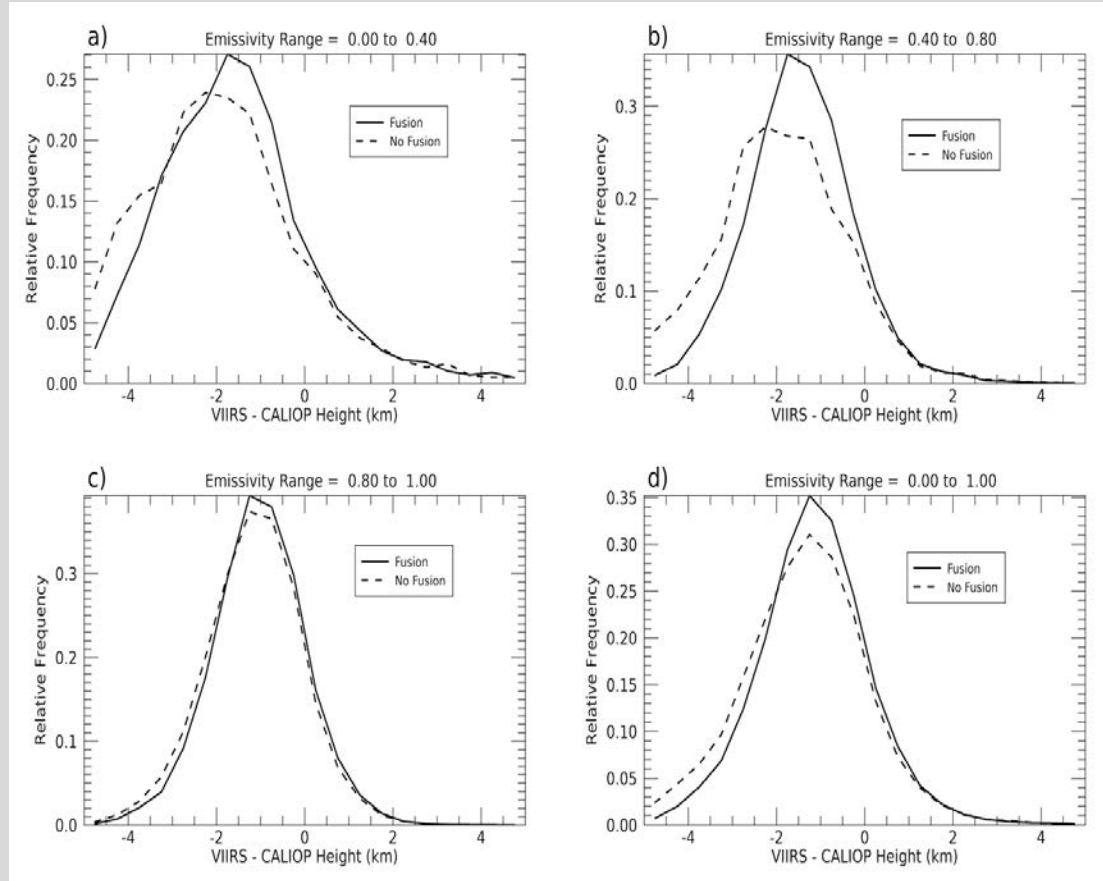 a)
Emissivity Range = 0.00 to 0.40
0.25
0.20
0.15
0.10
0.05
0.00
Relative Frequency
Fusion
No Fusion
-4 -2 0 2 4
VIIRS - CALIOP Height (km)
b)
Emissivity Range = 0.40 to 0.80
0.3
0.2
0.1
0.0
Relative Frequency
Fusion
No Fusion
-4 -2 0 2 4
VIIRS - CALIOP Height (km)
c)
Emissivity Range = 0.80 to 1.00
0.3
0.2
0.1
0.0
Relative Frequency
Fusion
No Fusion
-4 -2 0 2 4
VIIRS - CALIOP Height (km)
d)
Emissivity Range = 0.00 to 1.00
0.35
0.30
0.25
0.20
0.15
0.10
0.05
0.00
Relative Frequency
Fusion
No Fusion
-4 -2 0 2 4
VIIRS - CALIOP Height (km)